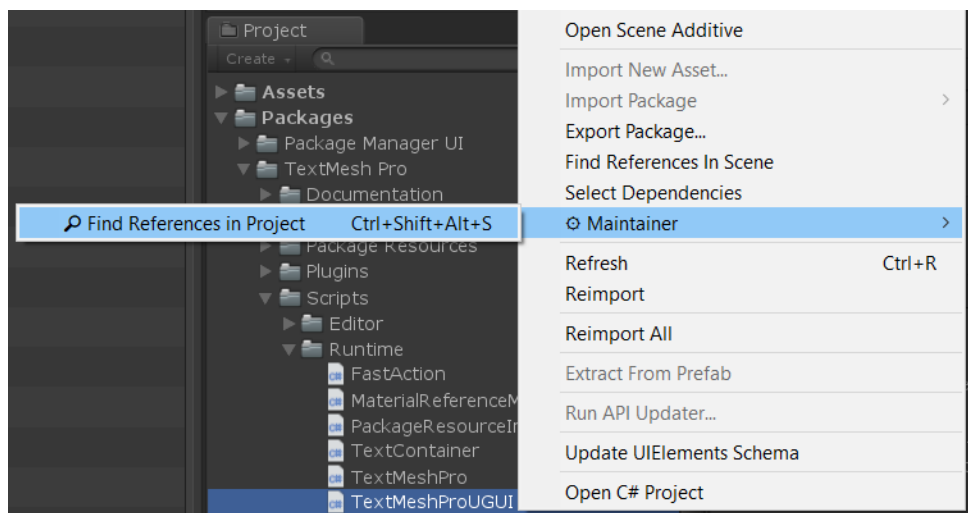 Project
Create
Assets
Packages
Package Manager UI
TextMesh Pro
Documentation
Package Resources
Plugins
Scripts
Editor
Runtime
FastAction
MaterialReferenceM
PackageResourceIm
TextContainer
TextMeshPro
TextMeshProUGUI
Find References in Project Ctrl+Shift+Alt+S
Open Scene Additive
Import New Asset...
Import Package
Export Package...
Find References In Scene
Select Dependencies
Maintainer
Refresh Ctrl+R
Reimport
Reimport All
Extract From Prefab
Run API Updater...
Update UIElements Schema
Open C# Project